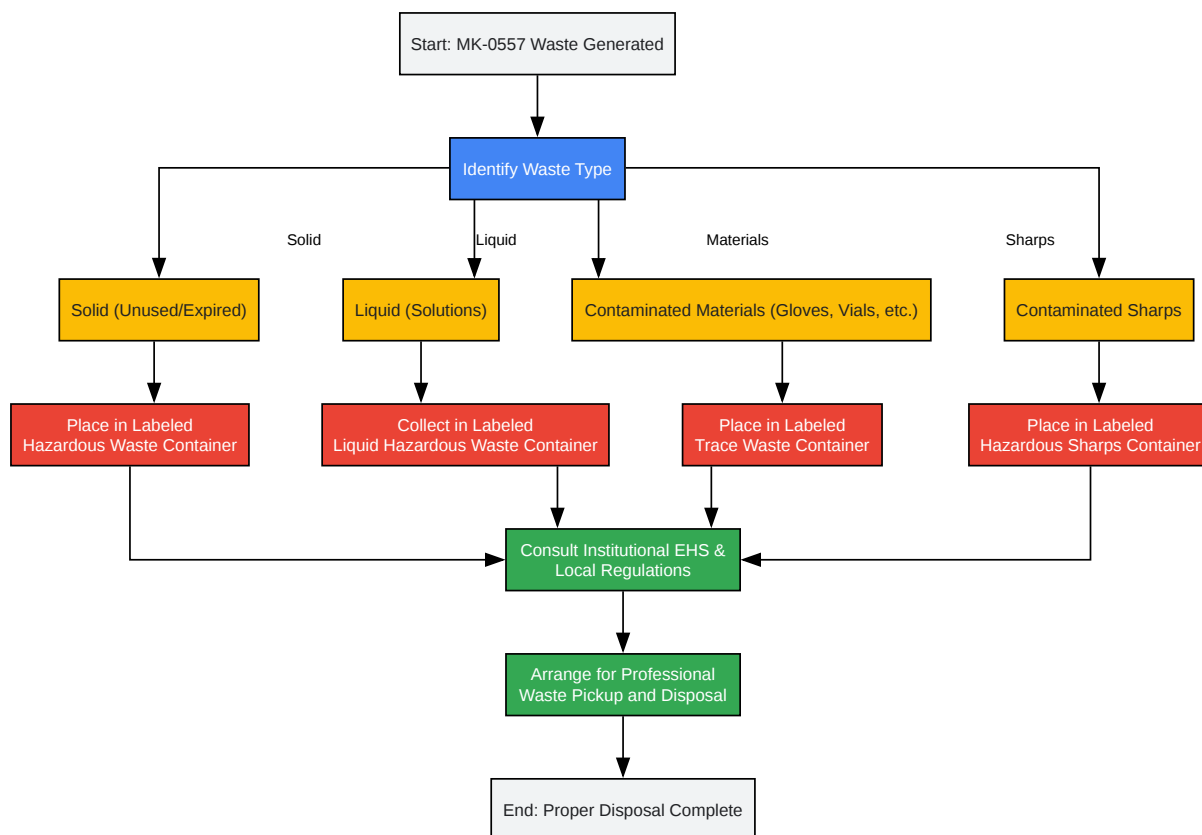 Start: MK-0557 Waste Generated
Identify Waste Type
Solid
Liquid
Materials
Sharps
Solid (Unused/Expired)
Liquid (Solutions)
Contaminated Materials (Gloves, Vials, etc.)
Contaminated Sharps
Place in Labeled
Hazardous Waste Container
Collect in Labeled
Liquid Hazardous Waste Container
Place in Labeled
Trace Waste Container
Place in Labeled
Hazardous Sharps Container
Consult Institutional EHS &
Local Regulations
Arrange for Professional
Waste Pickup and Disposal
End: Proper Disposal Complete